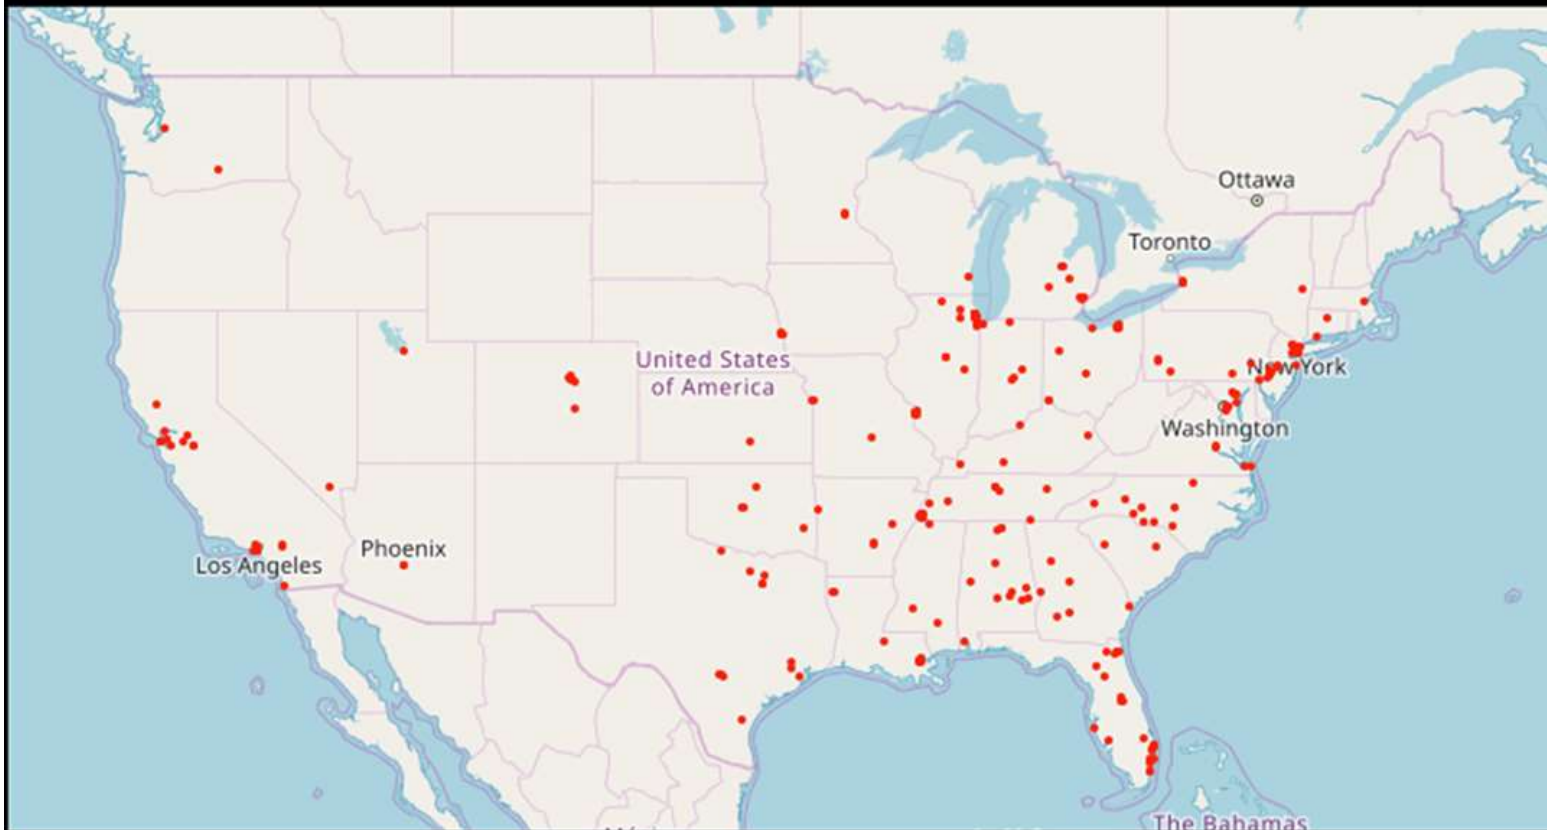 Ottawa
Toronto
United States
of America
New York
Washington
Phoenix
Los Angeles
The Bahamas